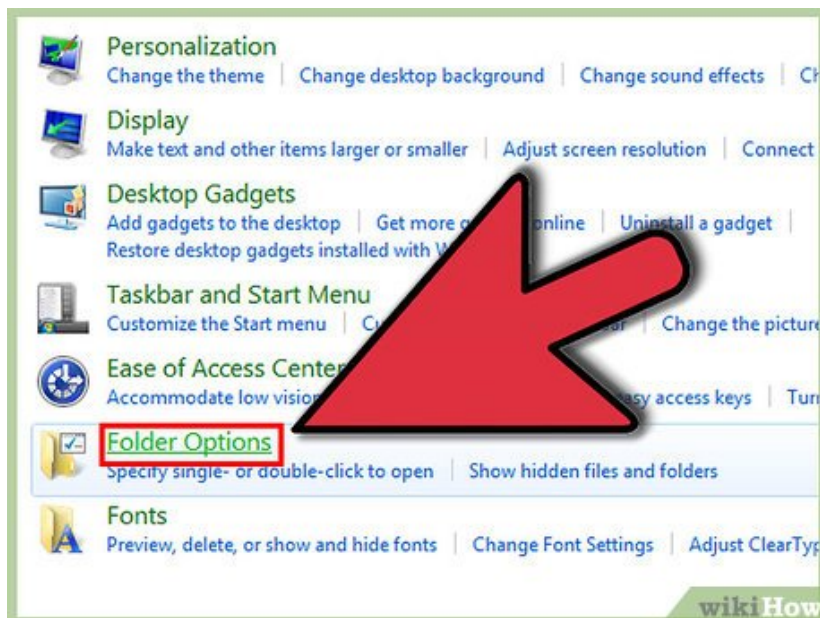 Personalization
Change the theme | Change desktop background | Change sound effects
Display
Make text and other items larger or smaller | Adjust screen resolution | Connect
Desktop Gadgets
Add gadgets to the desktop | Get more online | Uninstall a gadget |
Restore desktop gadgets installed with
Taskbar and Start Menu
Customize the Start menu | | Change the picture
Ease of Access Center
Accommodate low vision easy access keys |
Folder Options
Specify single- or double-click to open | Show hidden files and folders
Fonts
Preview, delete, or show and hide fonts | Change Font Settings | Adjust
wikiHow